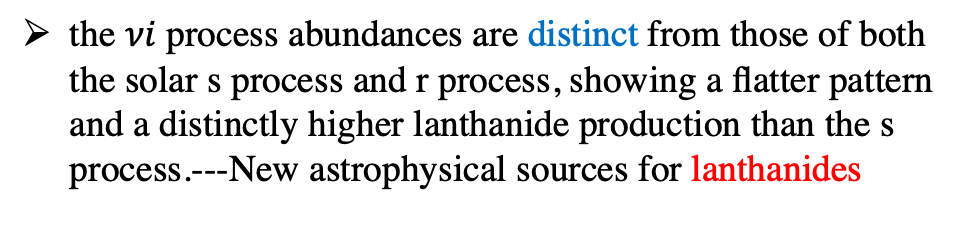 ➢ the νi process abundances are distinct from those of both
the solar s process and r process, showing a flatter pattern
and a distinctly higher lanthanide production than the s
process.---New astrophysical sources for lanthanides